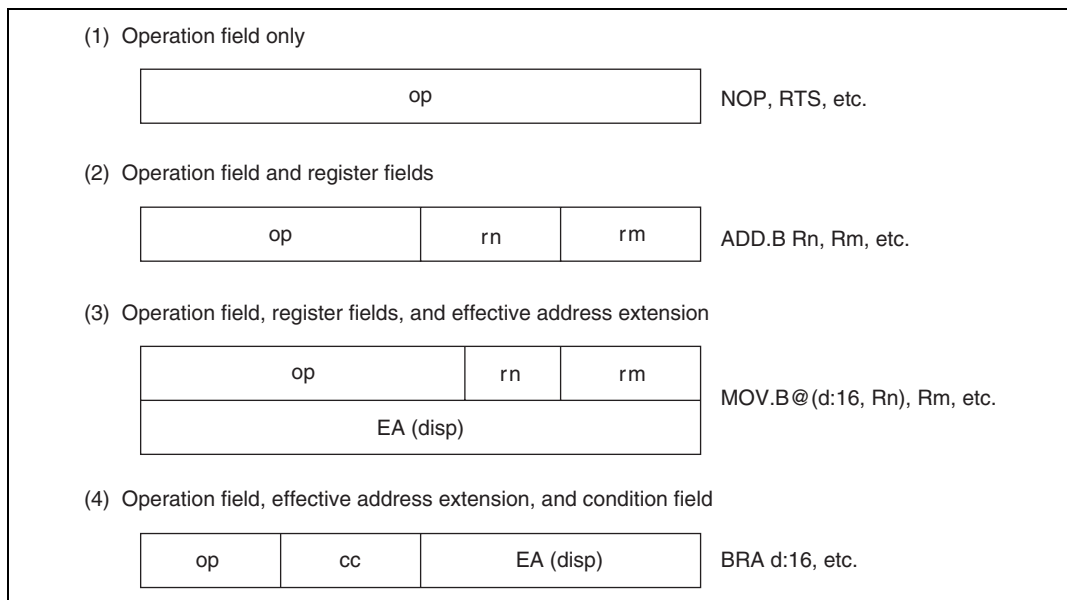 (1) Operation field only
op
NOP, RTS, etc.
(2) Operation field and register fields
op rn rm
ADD.B Rn, Rm, etc.
(3) Operation field, register fields, and effective address extension
op rn rm
EA (disp)
MOV.B@(d:16, Rn), Rm, etc.
(4) Operation field, effective address extension, and condition field
op cc EA (disp)
BRA d:16, etc.